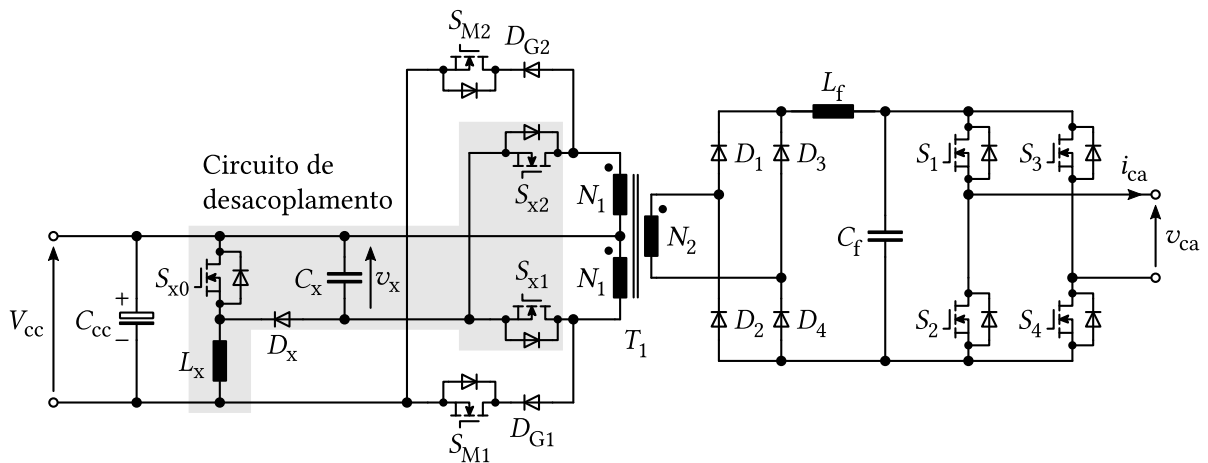 S_M2
D_G2
L_f
Circuito de
desacoplamento
S_x2
N_1
D_1
D_3
S_1
S_3
i_ca
V_cc
C_cc
+
−
S_x0
C_x
v_x
S_x1
N_1
N_2
C_f
v_ca
D_x
L_x
T_1
D_2
D_4
S_2
S_4
S_M1
D_G1